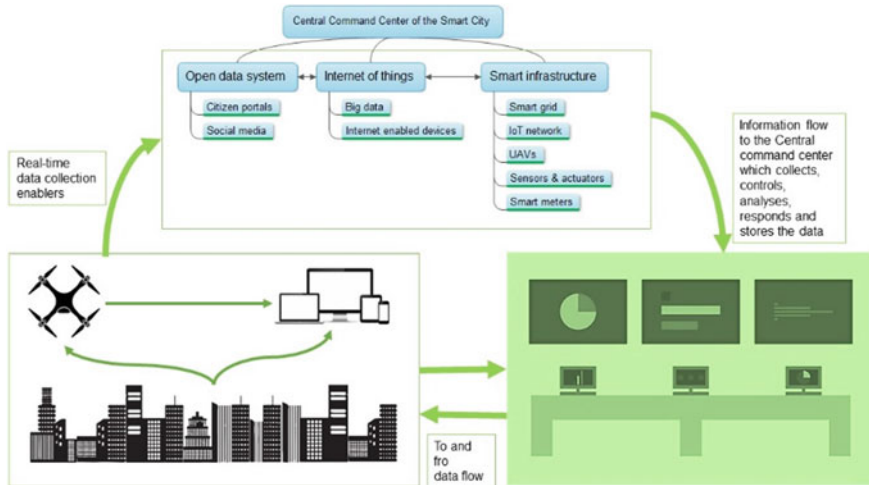 Central Command Center of the Smart City
Open data system
Internet of things
Smart infrastructure
Citizen portals
Social media
Big data
Internet enabled devices
Smart grid
IoT network
UAVs
Sensors & actuators
Smart meters
Real-time
data collection
enablers
Information flow
to the Central
command center
which collects,
controls,
analyses,
responds and
stores the data
To and
fro
data flow